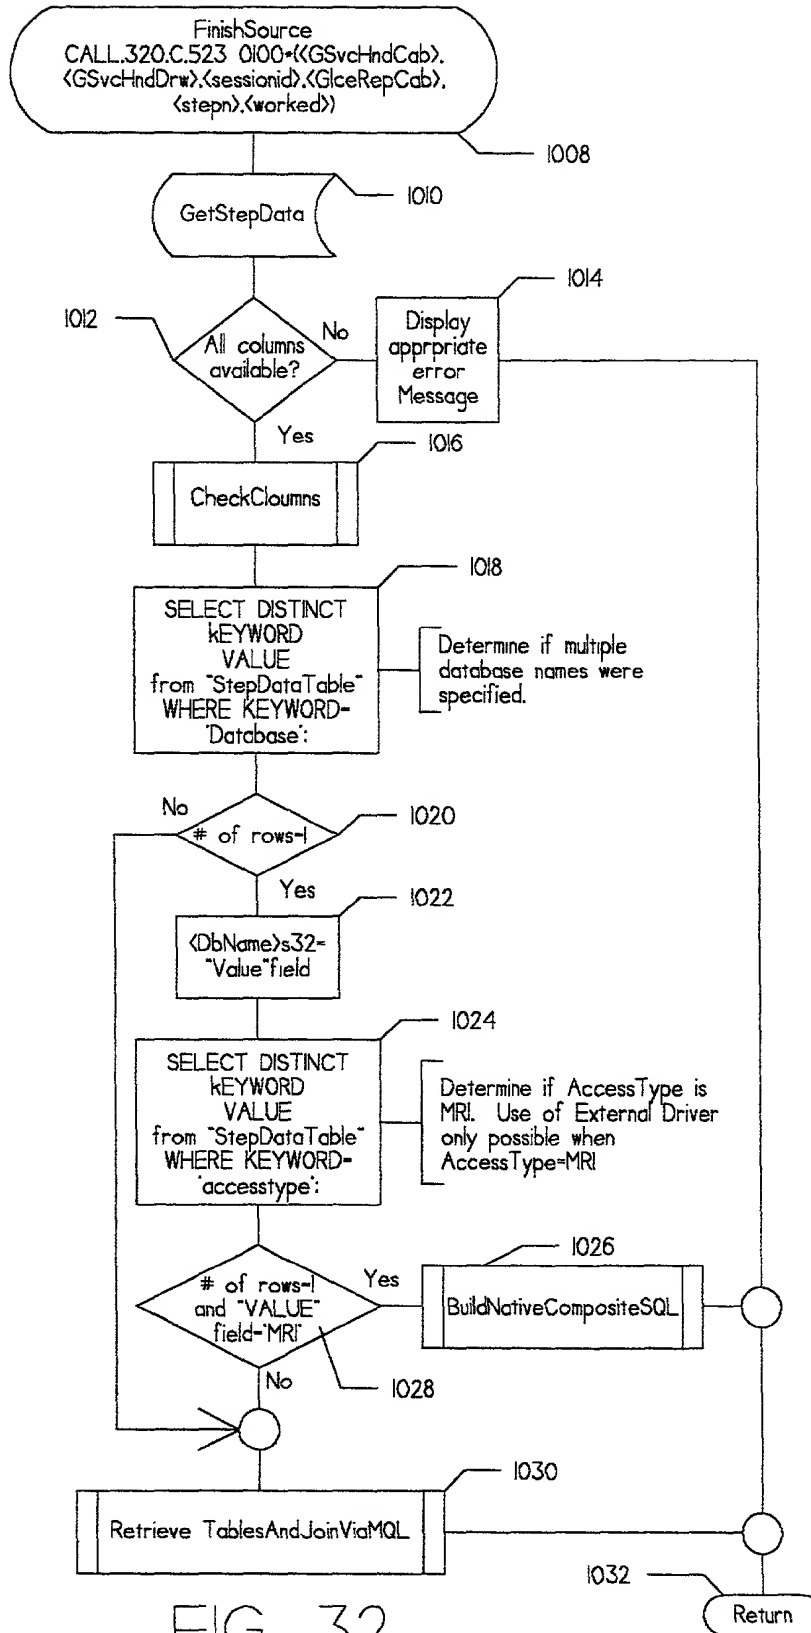 FinishSource
CALL.320.C.523 0100*(<GSvcHndCab>.
<GSvcHndDrw>.<sessionid>.<GlceRepCab>,
<stepn>,<worked>)
1008
1010
GetStepData
1014
1012
All columns
available?
No
Display
apprpriate
error
Message
Yes
1016
CheckCloumns
1018
SELECT DISTINCT
kEYWORD
VALUE
from "StepDataTable"
WHERE KEYWORD=
'Database':
Determine if multiple
database names were
specified.
No
# of rows=1
1020
Yes
1022
<DbName>s32=
"Value"field
1024
SELECT DISTINCT
kEYWORD
VALUE
from "StepDataTable"
WHERE KEYWORD=
'accesstype':
Determine if AccessType is
MRI. Use of External Driver
only possible when
AccessType=MRI
# of rows=1
and "VALUE"
field="MRI"
Yes
1026
BuildNativeCompositeSQL
No
1028
1030
Retrieve TablesAndJoinViaMQL
1032
Return
FIG. 32